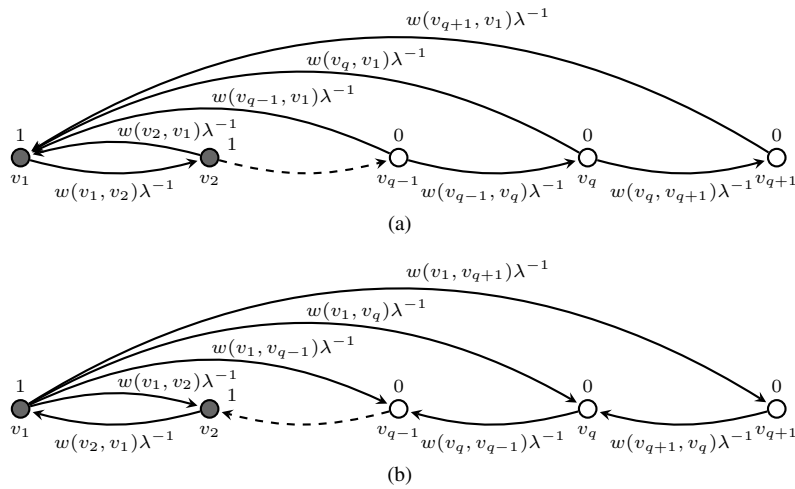 w(v_{q+1}, v_1)λ^{-1}
w(v_q, v_1)λ^{-1}
w(v_{q-1}, v_1)λ^{-1}
1 w(v_2, v_1)λ^{-1} 1 0 0 0
v_1 v_2 v_{q-1} v_q v_{q+1}
w(v_1, v_2)λ^{-1} w(v_{q-1}, v_q)λ^{-1} w(v_q, v_{q+1})λ^{-1}
(a)
w(v_1, v_{q+1})λ^{-1}
w(v_1, v_q)λ^{-1}
w(v_1, v_{q-1})λ^{-1}
1 w(v_1, v_2)λ^{-1} 1 0 0 0
v_1 v_2 v_{q-1} v_q v_{q+1}
w(v_2, v_1)λ^{-1} w(v_q, v_{q-1})λ^{-1} w(v_{q+1}, v_q)λ^{-1}
(b)